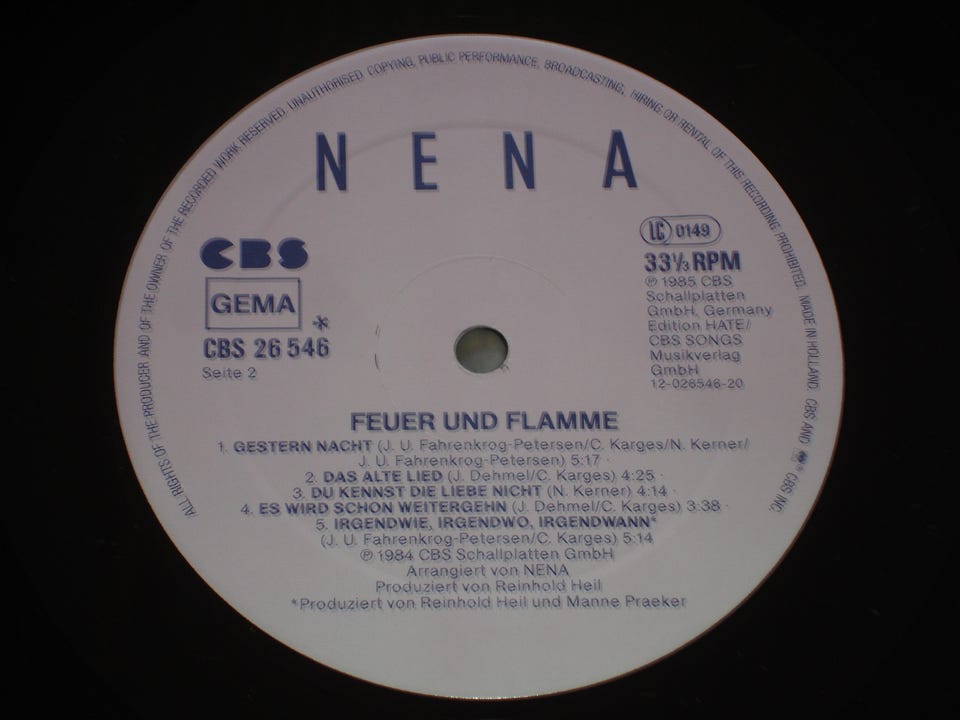 ALL RIGHTS OF THE PRODUCER AND OF THE OWNER OF THE RECORDED WORK RESERVED. UNAUTHORISED COPYING, PUBLIC PERFORMANCE, BROADCASTING, HIRING OR RENTAL OF THIS RECORDING PROHIBITED. MADE IN HOLLAND. CBS AND CBS INC.
NENA
CBS
GEMA
*
CBS 26 546
Seite 2
LC 0149
33⅓ RPM
℗ 1985 CBS
Schallplatten
GmbH, Germany
Edition HATE/
CBS SONGS
Musikverlag
GmbH
12-026546-20
FEUER UND FLAMME
1. GESTERN NACHT (J. U. Fahrenkrog-Petersen/C. Karges/N. Kerner/
J. U. Fahrenkrog-Petersen) 5:17 ·
2. DAS ALTE LIED (J. Dehmel/C. Karges) 4:25 ·
3. DU KENNST DIE LIEBE NICHT (N. Kerner) 4:14 ·
4. ES WIRD SCHON WEITERGEHN (J. Dehmel/C. Karges) 3:38 ·
5. IRGENDWIE, IRGENDWO, IRGENDWANN*
(J. U. Fahrenkrog-Petersen/C. Karges) 5:14
℗ 1984 CBS Schallplatten GmbH
Arrangiert von NENA
Produziert von Reinhold Heil
*Produziert von Reinhold Heil und Manne Praeker